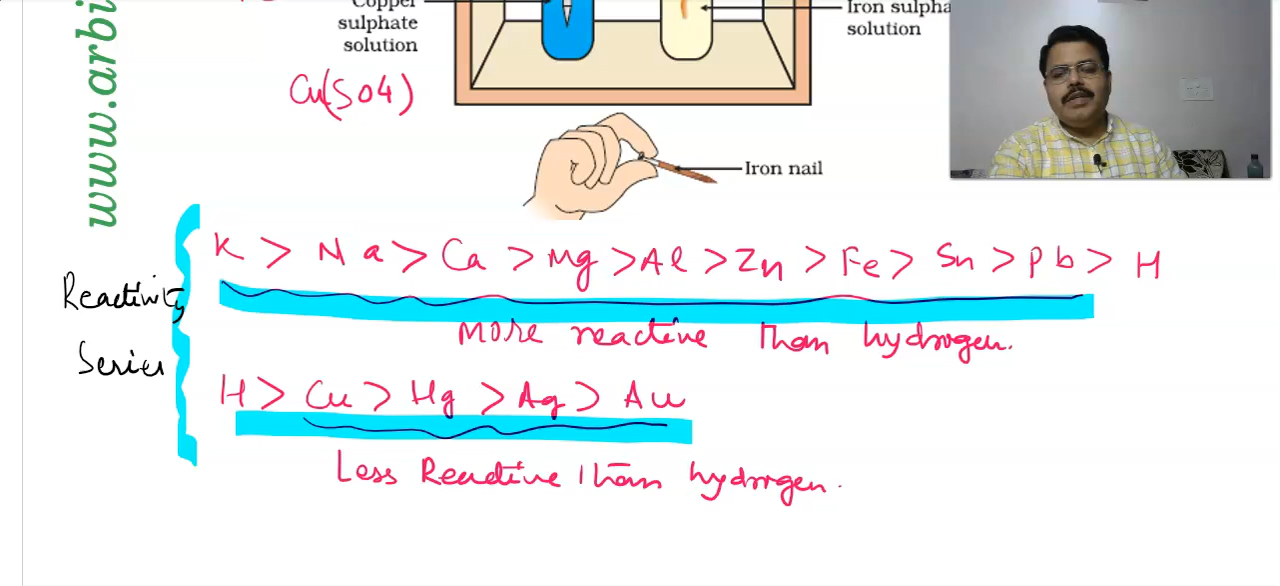 www.arbi
Copper
sulphate
solution
Iron sulpha
solution
Cu(SO4)
Iron nail
K > Na > Ca > Mg > Al > Zn > Fe > Sn > Pb > H
Reactivity
Series
more reactive than hydrogen.
H > Cu > Hg > Ag > Au
Less Reactive than hydrogen.